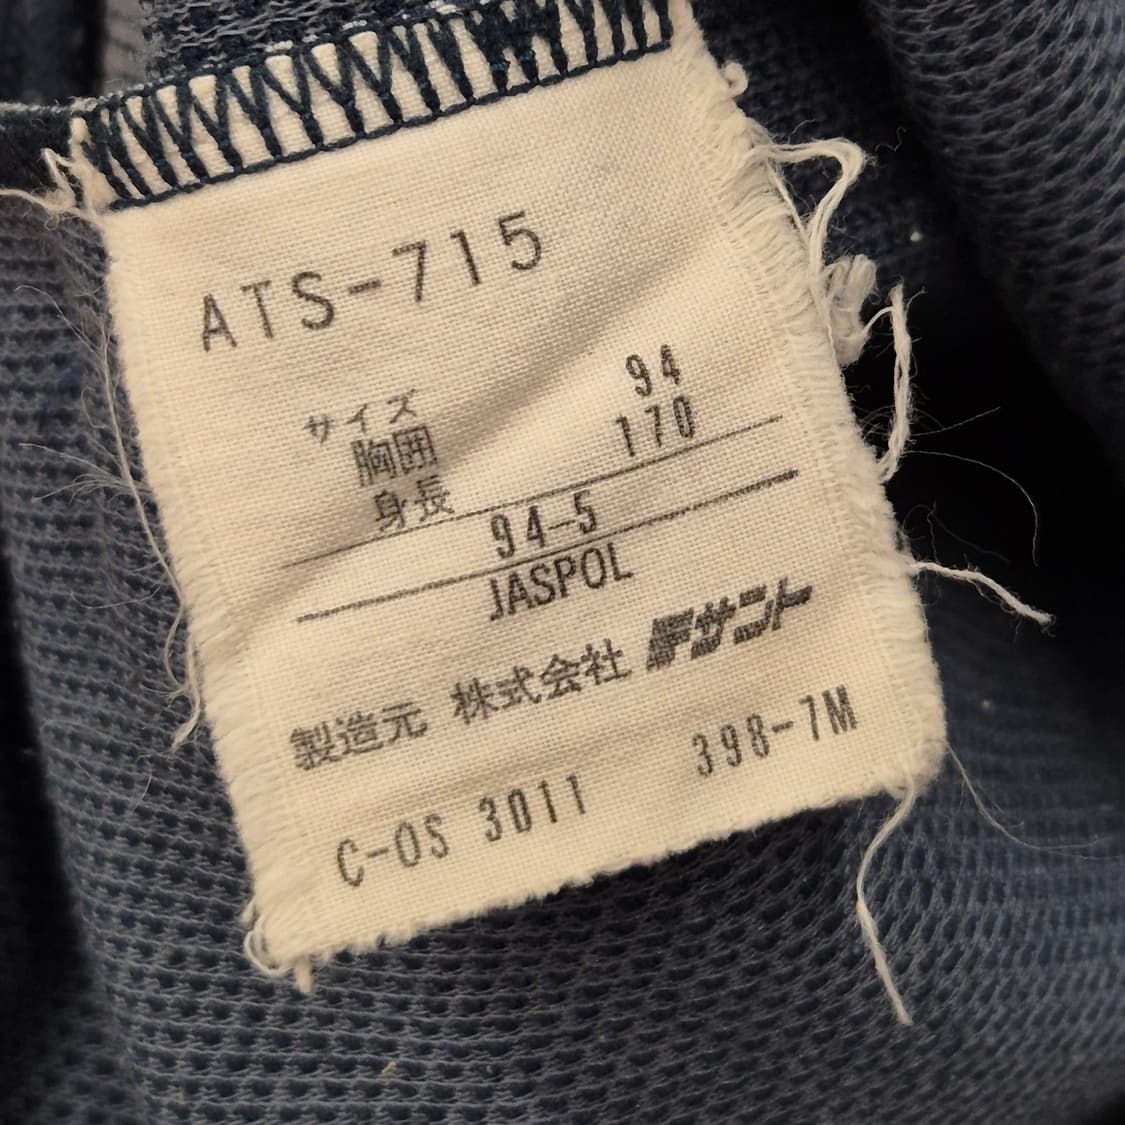 ATS-715
サイズ
胸囲 94
身長 170
94-5
JASPOL
製造元 株式会社 デサント
C-OS 3011 398-7M